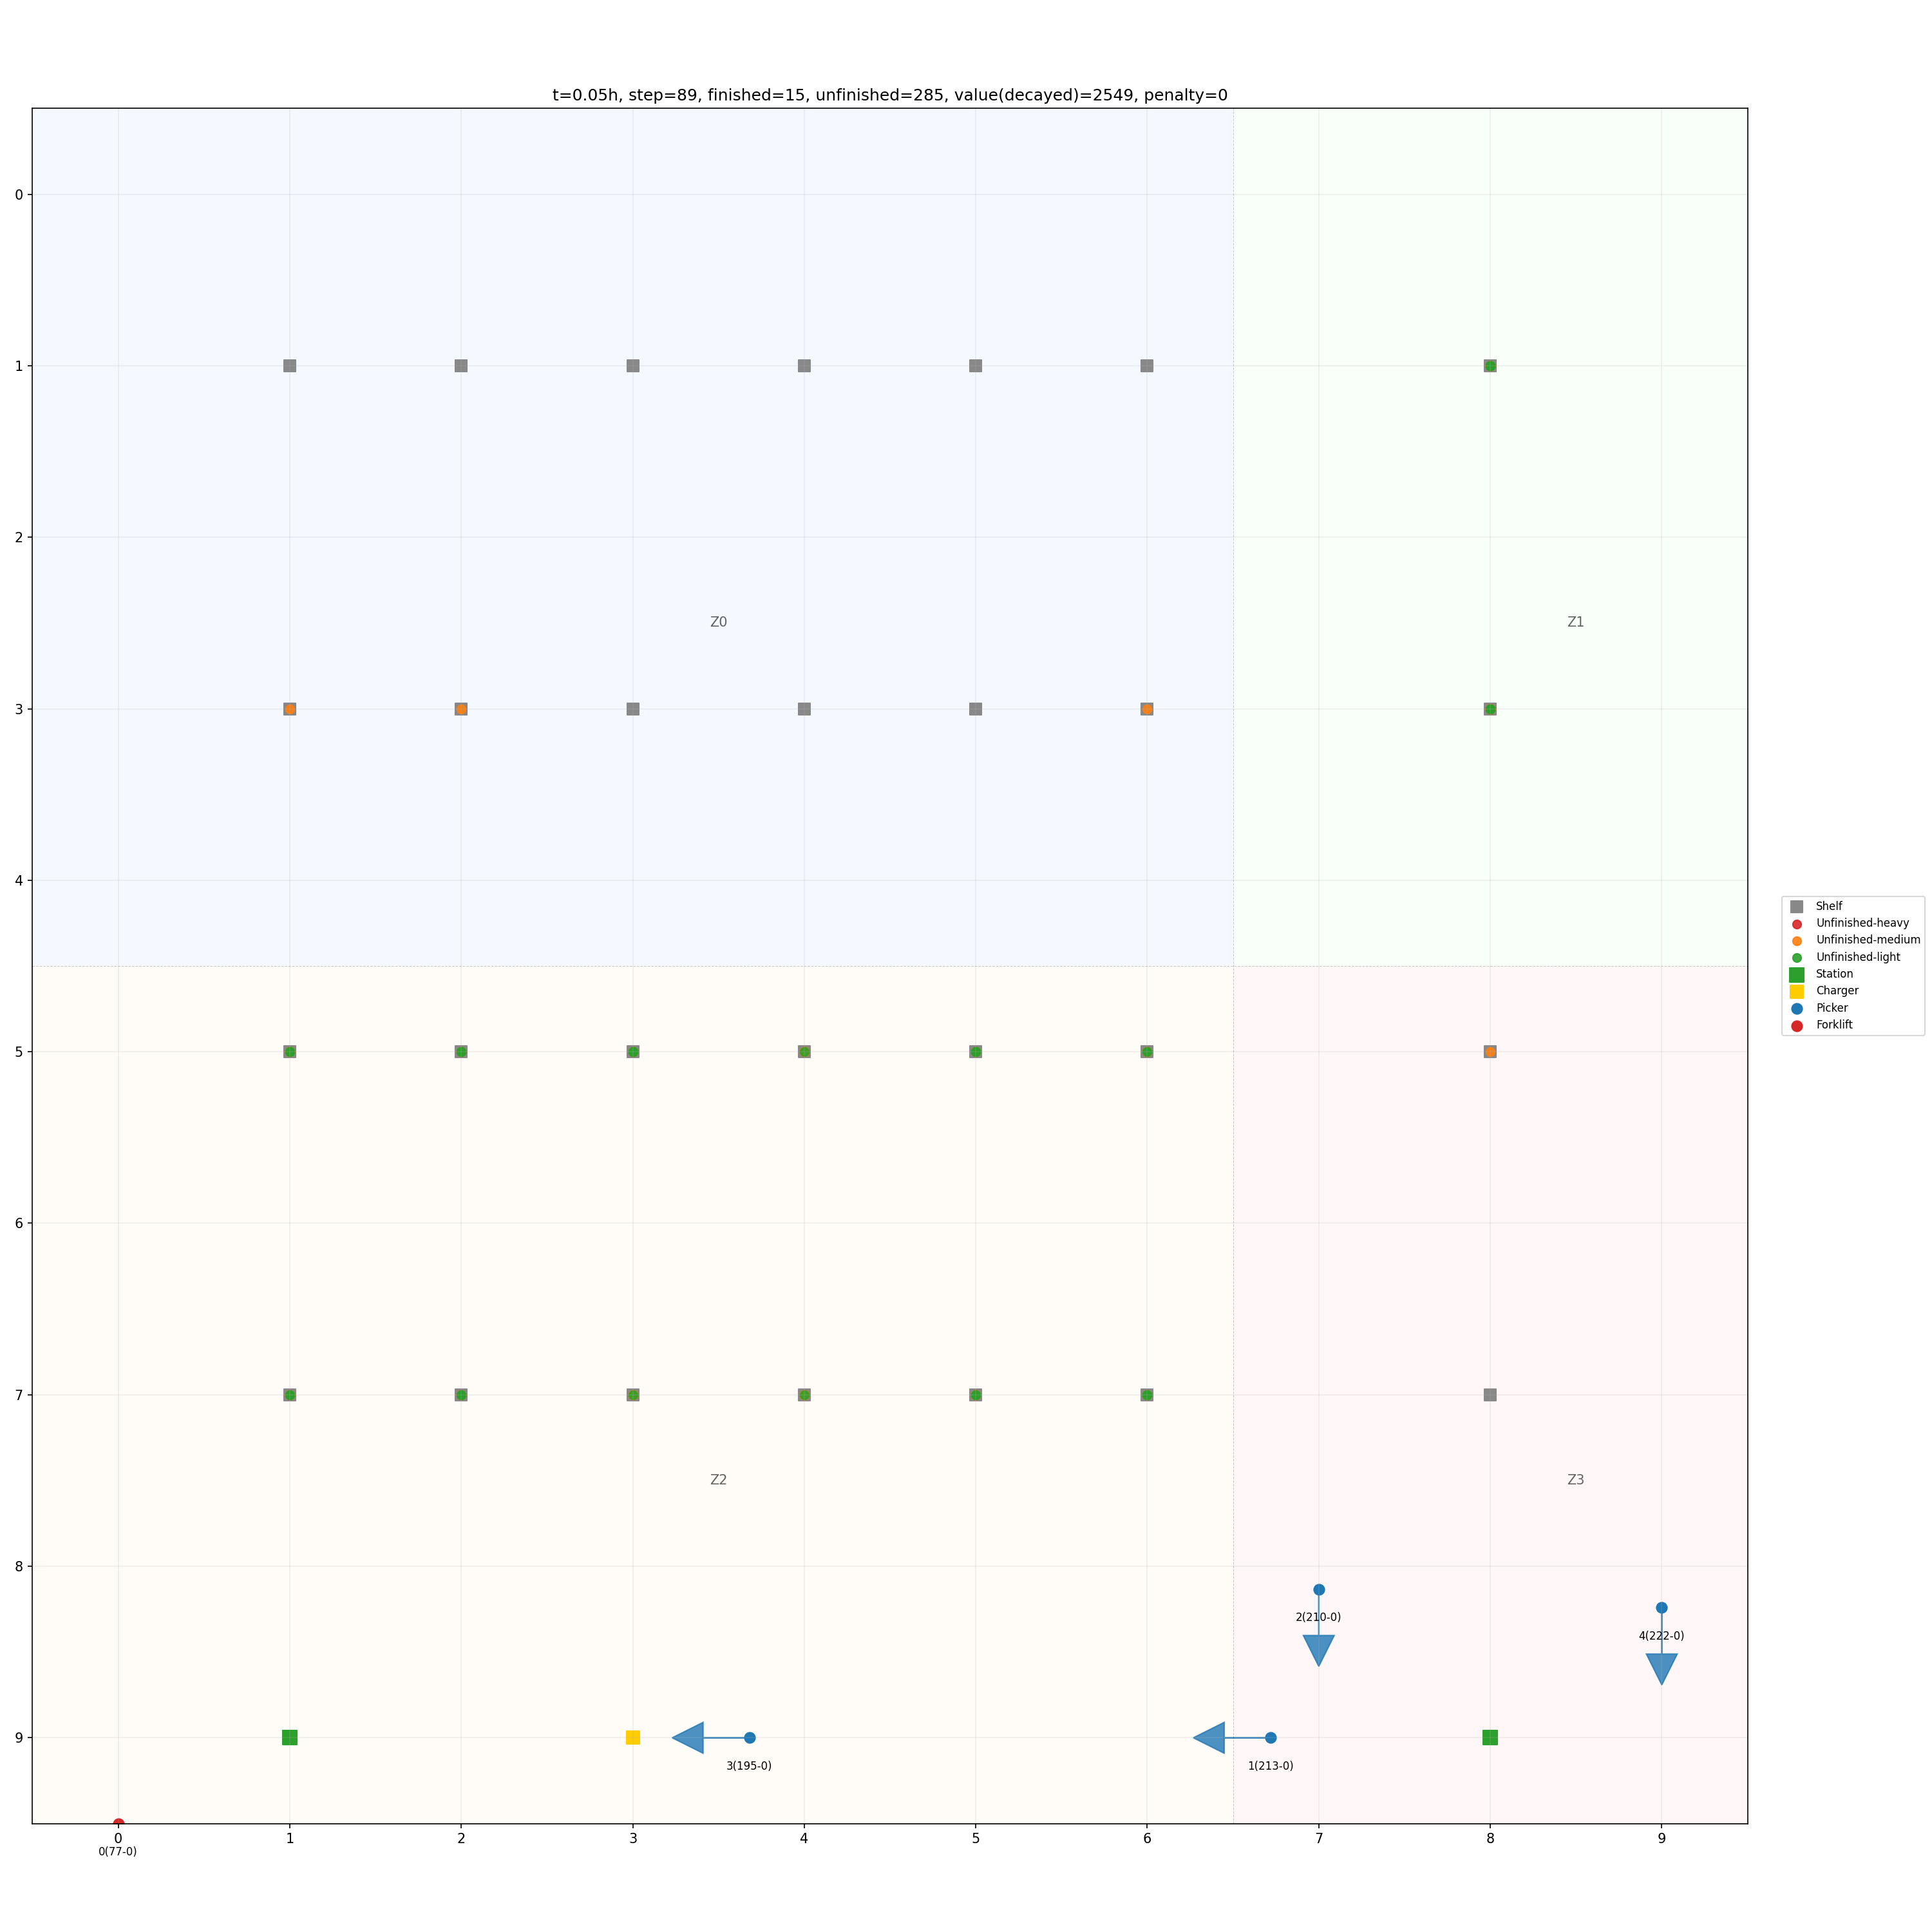 t=0.05h, step=89, finished=15, unfinished=285, value(decayed)=2549, penalty=0
0
1
2
Z0
Z1
3
4
Shelf
Unfinished-heavy
Unfinished-medium
Unfinished-light
Station
Charger
Picker
Forklift
5
6
7
Z2
Z3
8
2(210-0)
4(222-0)
9
3(195-0)
1(213-0)
0 1 2 3 4 5 6 7 8 9
0(77-0)